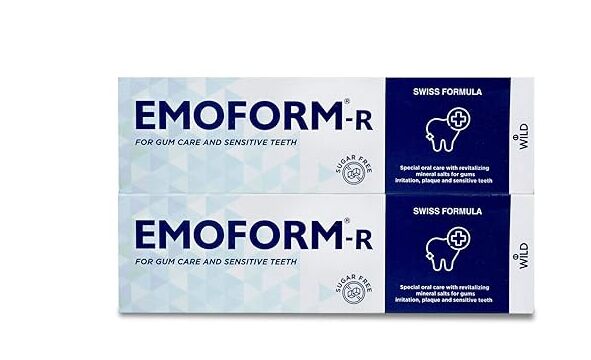 EMOFORM®-R
FOR GUM CARE AND SENSITIVE TEETH
SUGAR FREE
SWISS FORMULA
Special oral care with revitalizing
mineral salts for gums
irritation, plaque and sensitive teeth
WILD
EMOFORM®-R
FOR GUM CARE AND SENSITIVE TEETH
SUGAR FREE
SWISS FORMULA
Special oral care with revitalizing
mineral salts for gums
irritation, plaque and sensitive teeth
WILD